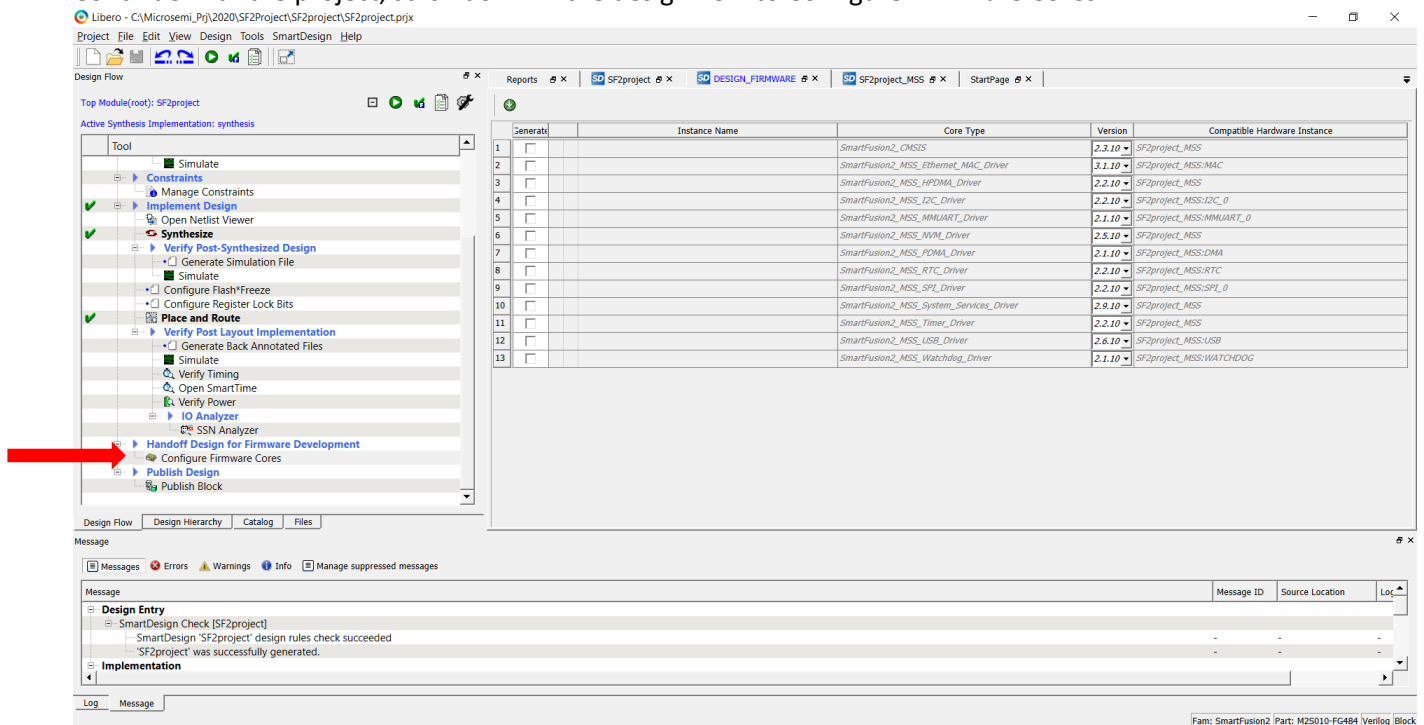 Libero - C:\Microsemi_Prj\2020\SF2Project\SF2project\SF2project.prjx
Project File Edit View Design Tools SmartDesign Help
Design Flow
Reports SD SF2project SD DESIGN_FIRMWARE SD SF2project_MSS StartPage
Top Module(root): SF2project
Active Synthesis Implementation: synthesis
Tool
Simulate
Constraints
Manage Constraints
Implement Design
Open Netlist Viewer
Synthesize
Verify Post-Synthesized Design
Generate Simulation File
Simulate
Configure Flash*Freeze
Configure Register Lock Bits
Place and Route
Verify Post Layout Implementation
Generate Back Annotated Files
Simulate
Verify Timing
Open SmartTime
Verify Power
IO Analyzer
SSN Analyzer
Handoff Design for Firmware Development
Configure Firmware Cores
Publish Design
Publish Block
Design Flow Design Hierarchy Catalog Files
Generate Instance Name Core Type Version Compatible Hardware Instance
1 SmartFusion2_CMSIS 2.3.10 SF2project_MSS
2 SmartFusion2_MSS_Ethernet_MAC_Driver 3.1.10 SF2project_MSS:MAC
3 SmartFusion2_MSS_HPDMA_Driver 2.2.10 SF2project_MSS
4 SmartFusion2_MSS_I2C_Driver 2.2.10 SF2project_MSS:I2C_0
5 SmartFusion2_MSS_MMUART_Driver 2.1.10 SF2project_MSS:MMUART_0
6 SmartFusion2_MSS_NVM_Driver 2.5.10 SF2project_MSS
7 SmartFusion2_MSS_PDMA_Driver 2.1.10 SF2project_MSS:DMA
8 SmartFusion2_MSS_RTC_Driver 2.2.10 SF2project_MSS:RTC
9 SmartFusion2_MSS_SPI_Driver 2.2.10 SF2project_MSS:SPI_0
10 SmartFusion2_MSS_System_Services_Driver 2.9.10 SF2project_MSS
11 SmartFusion2_MSS_Timer_Driver 2.2.10 SF2project_MSS
12 SmartFusion2_MSS_USB_Driver 2.6.10 SF2project_MSS:USB
13 SmartFusion2_MSS_Watchdog_Driver 2.1.10 SF2project_MSS:WATCHDOG
Message
Messages Errors Warnings Info Manage suppressed messages
Message Message ID Source Location
Design Entry
SmartDesign Check [SF2project]
SmartDesign 'SF2project' design rules check succeeded - - -
'SF2project' was successfully generated. - - -
Implementation
Log Message
Fam: SmartFusion2 Part: M2S010-FG484 Verilog Block